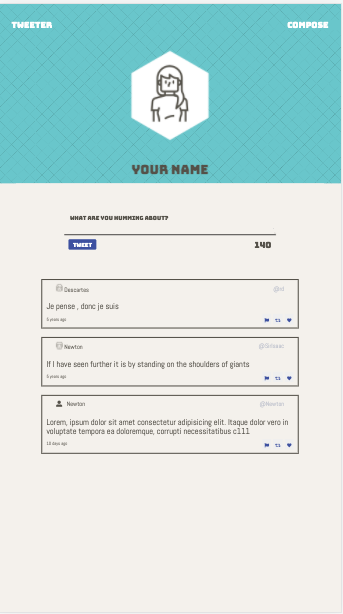 TWEETER
COMPOSE
YOUR NAME
WHAT ARE YOU HUMMING ABOUT?
TWEET
140
Descartes
@rd
Je pense , donc je suis
5 years ago
Newton
@SirIsaac
If I have seen further it is by standing on the shoulders of giants
5 years ago
Newton
@Newton
Lorem, ipsum dolor sit amet consectetur adipisicing elit. Itaque dolor vero in
voluptate tempora ea doloremque, corrupti necessitatibus c111
10 days ago